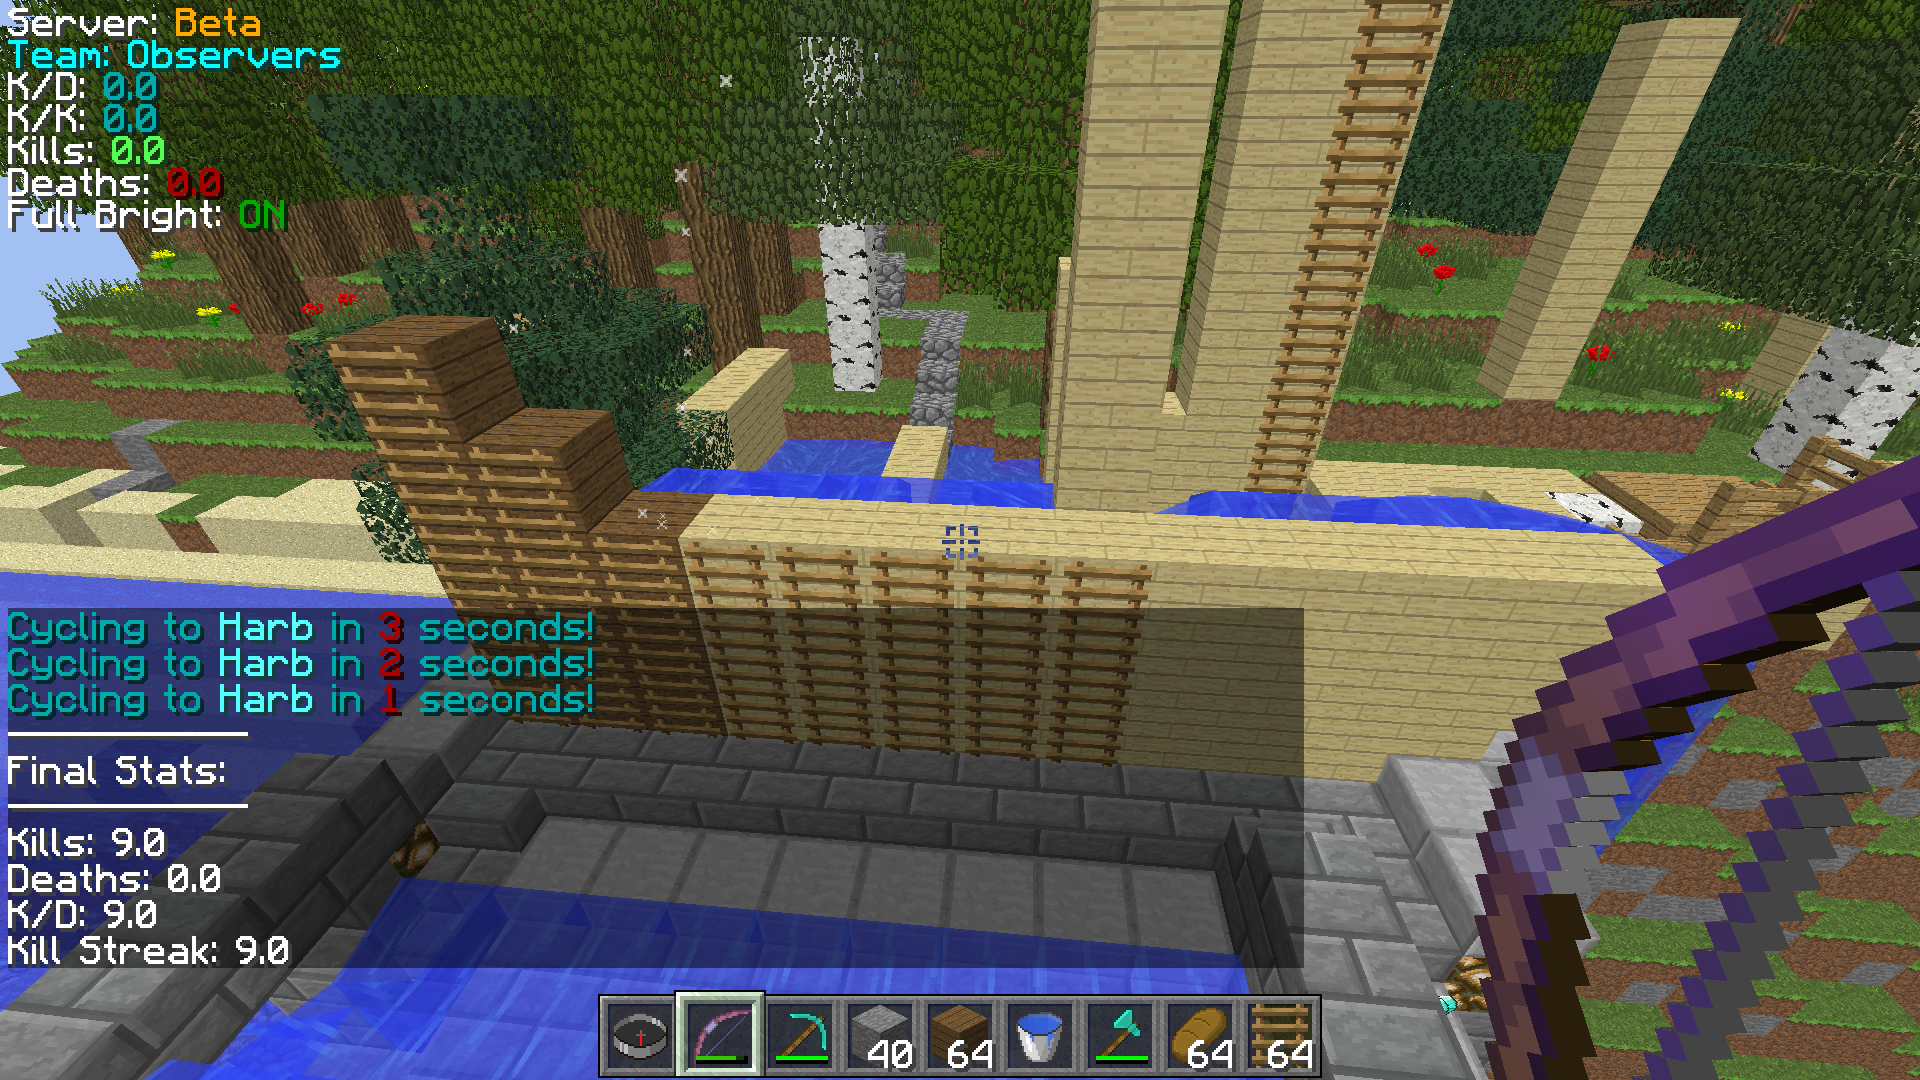 Server: Beta
Team: Observers
K/D: 0.0
K/K: 0.0
Kills: 0.0
Deaths: 0.0
Full Bright: ON
Cycling to Harb in 3 seconds!
Cycling to Harb in 2 seconds!
Cycling to Harb in 1 seconds!
Final Stats:
Kills: 9.0
Deaths: 0.0
K/D: 9.0
Kill Streak: 9.0
40 64 64 64